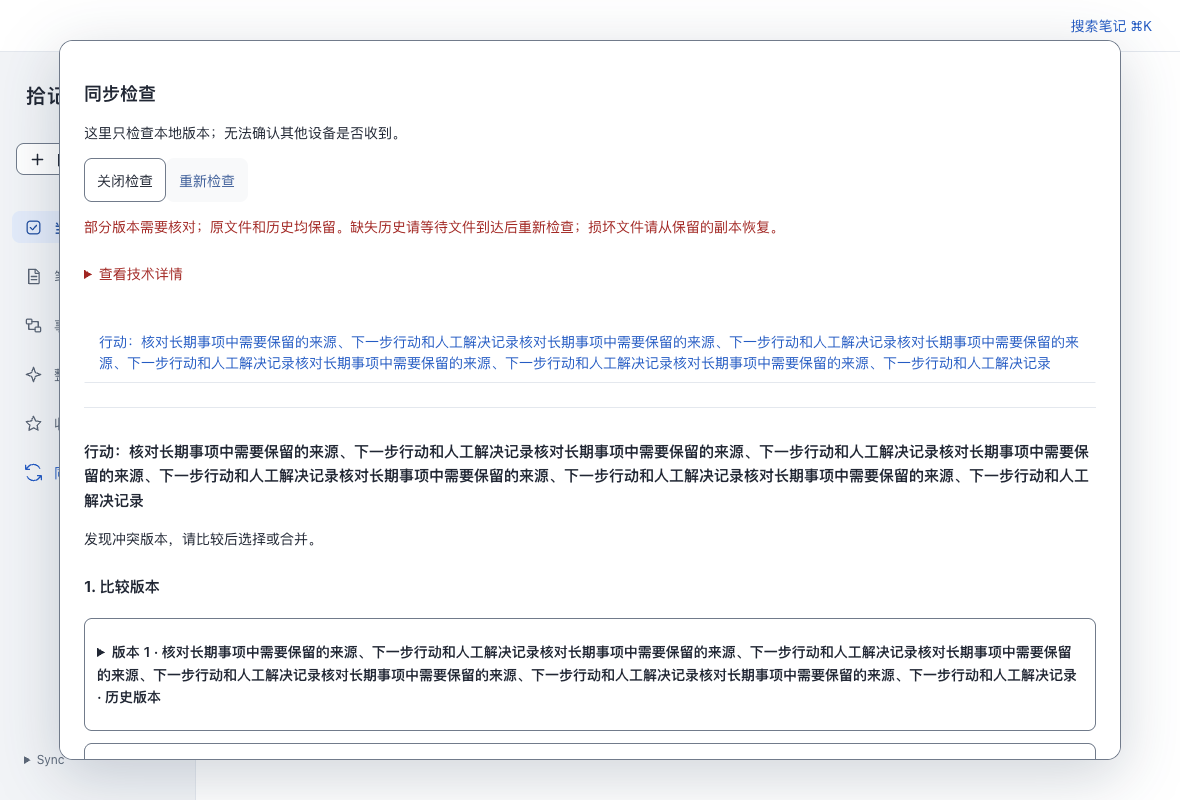 搜索笔记 ⌘K
拾记
同步检查
这里只检查本地版本；无法确认其他设备是否收到。
关闭检查
重新检查
部分版本需要核对；原文件和历史均保留。缺失历史请等待文件到达后重新检查；损坏文件请从保留的副本恢复。
查看技术详情
行动：核对长期事项中需要保留的来源、下一步行动和人工解决记录核对长期事项中需要保留的来源、下一步行动和人工解决记录核对长期事项中需要保留的来
源、下一步行动和人工解决记录核对长期事项中需要保留的来源、下一步行动和人工解决记录核对长期事项中需要保留的来源、下一步行动和人工解决记录
行动：核对长期事项中需要保留的来源、下一步行动和人工解决记录核对长期事项中需要保留的来源、下一步行动和人工解决记录核对长期事项中需要保
留的来源、下一步行动和人工解决记录核对长期事项中需要保留的来源、下一步行动和人工解决记录核对长期事项中需要保留的来源、下一步行动和人工
解决记录
发现冲突版本，请比较后选择或合并。
1. 比较版本
版本 1 · 核对长期事项中需要保留的来源、下一步行动和人工解决记录核对长期事项中需要保留的来源、下一步行动和人工解决记录核对长期事项中需要保留
的来源、下一步行动和人工解决记录核对长期事项中需要保留的来源、下一步行动和人工解决记录核对长期事项中需要保留的来源、下一步行动和人工解决记录
· 历史版本
Sync